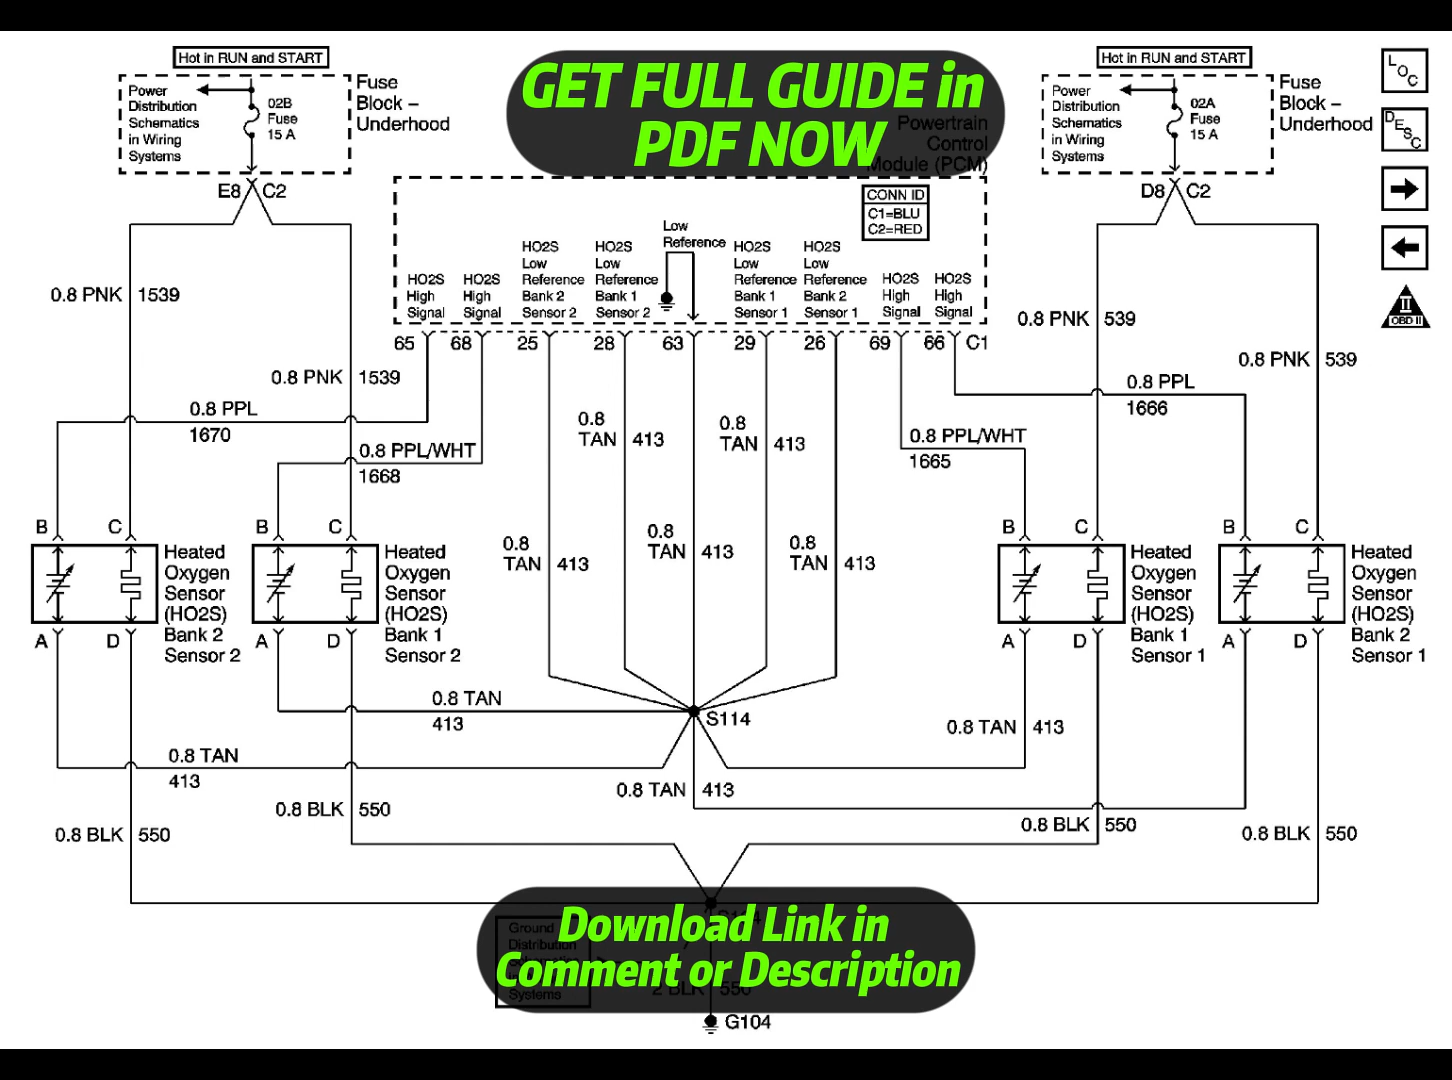 Hot in RUN and START
Power
Distribution
Schematics
in Wiring
Systems
02B
Fuse
15 A
Fuse
Block –
Underhood
E8
C2
GET FULL GUIDE in
PDF NOW
Powertrain
Control
Module (PCM)
CONN ID
C1=BLU
C2=RED
Hot in RUN and START
Power
Distribution
Schematics
in Wiring
Systems
02A
Fuse
15 A
Fuse
Block –
Underhood
D8
C2
LOC
DESC
II
OBD II
HO2S
High
Signal
HO2S
High
Signal
HO2S
Low
Reference
Bank 2
Sensor 2
HO2S
Low
Reference
Bank 1
Sensor 2
Low
Reference
HO2S
Low
Reference
Bank 1
Sensor 1
HO2S
Low
Reference
Bank 2
Sensor 1
HO2S
High
Signal
HO2S
High
Signal
65
68
25
28
63
29
26
69
66
C1
0.8 PNK
1539
0.8 PNK
1539
0.8 PPL
1670
0.8 PPL/WHT
1668
0.8
TAN
413
0.8
TAN
413
0.8
TAN
413
0.8
TAN
413
0.8
TAN
413
0.8 PNK
539
0.8 PNK
539
0.8 PPL
1666
0.8 PPL/WHT
1665
B
C
A
D
Heated
Oxygen
Sensor
(HO2S)
Bank 2
Sensor 2
B
C
A
D
Heated
Oxygen
Sensor
(HO2S)
Bank 1
Sensor 2
B
C
A
D
Heated
Oxygen
Sensor
(HO2S)
Bank 1
Sensor 1
B
C
A
D
Heated
Oxygen
Sensor
(HO2S)
Bank 2
Sensor 1
0.8 TAN
413
S114
0.8 TAN
413
0.8 TAN
413
0.8 TAN
413
0.8 BLK
550
0.8 BLK
550
0.8 BLK
550
0.8 BLK
550
Ground
Distribution
Systems
Download Link in
Comment or Description
2 BLK
550
G104